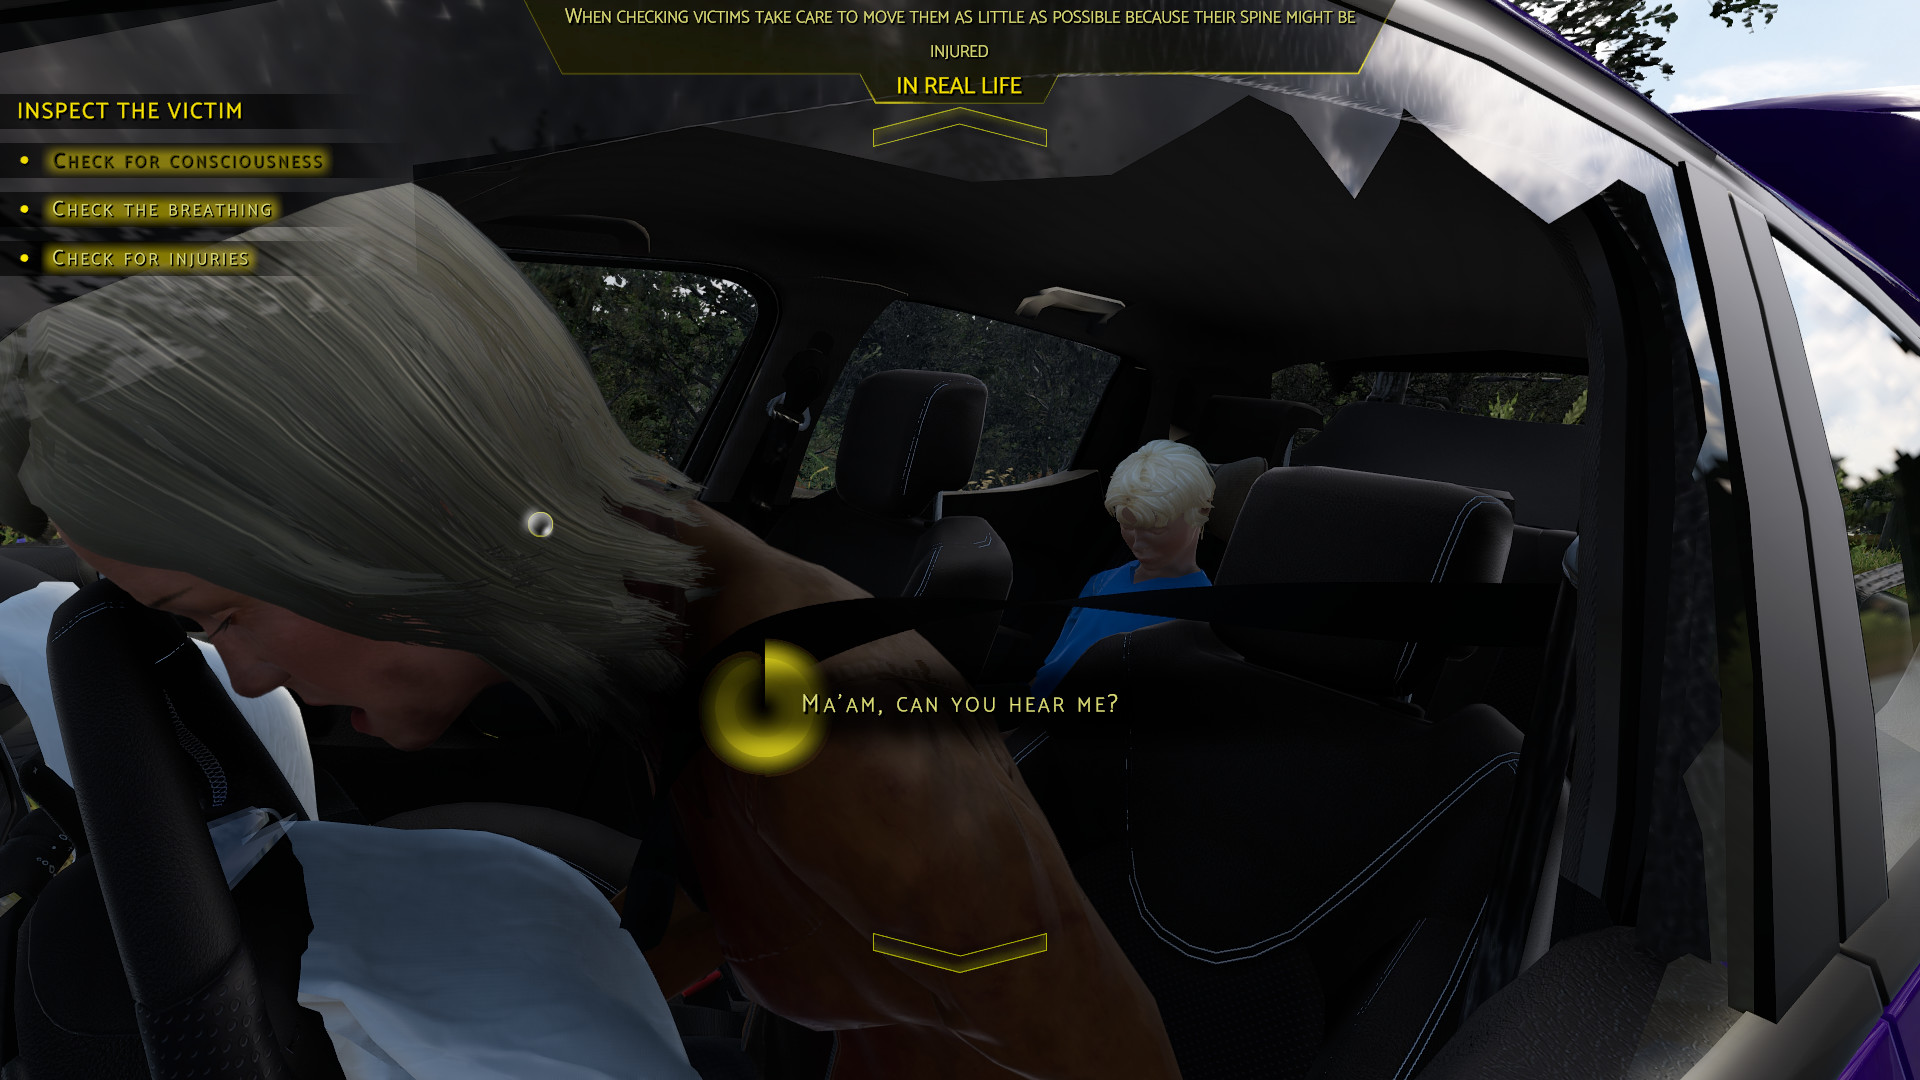 When checking victims take care to move them as little as possible because their spine might be
injured
IN REAL LIFE
INSPECT THE VICTIM
• Check for consciousness
• Check the breathing
• Check for injuries
Ma'am, can you hear me?